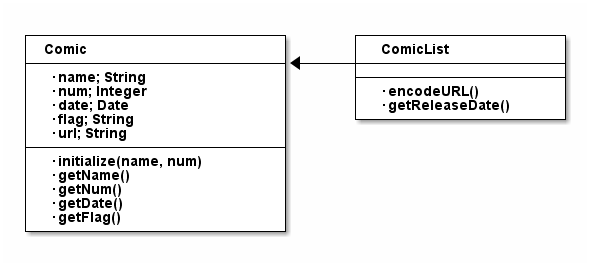 Comic
· name; String
· num; Integer
· date; Date
· flag; String
· url; String
· initialize(name, num)
· getName()
· getNum()
· getDate()
· getFlag()
ComicList
· encodeURL()
· getReleaseDate()